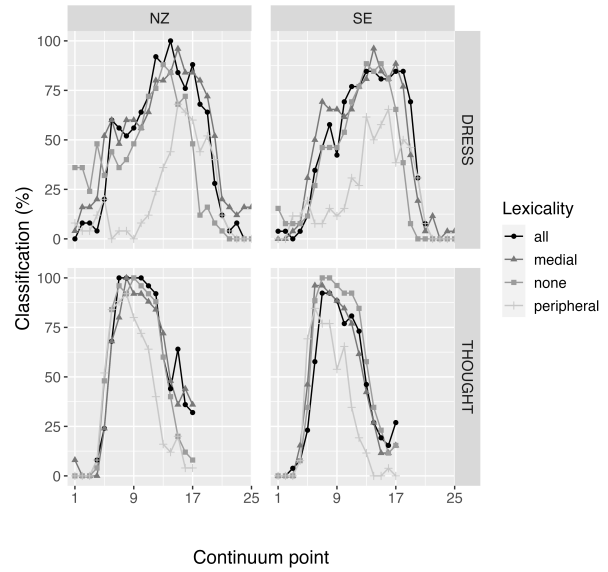 NZ SE
100
75
50
25
0
DRESS
100
75
50
25
0
THOUGHT
1 9 17 25 1 9 17 25
Classification (%)
Continuum point
Lexicality
all
medial
none
peripheral